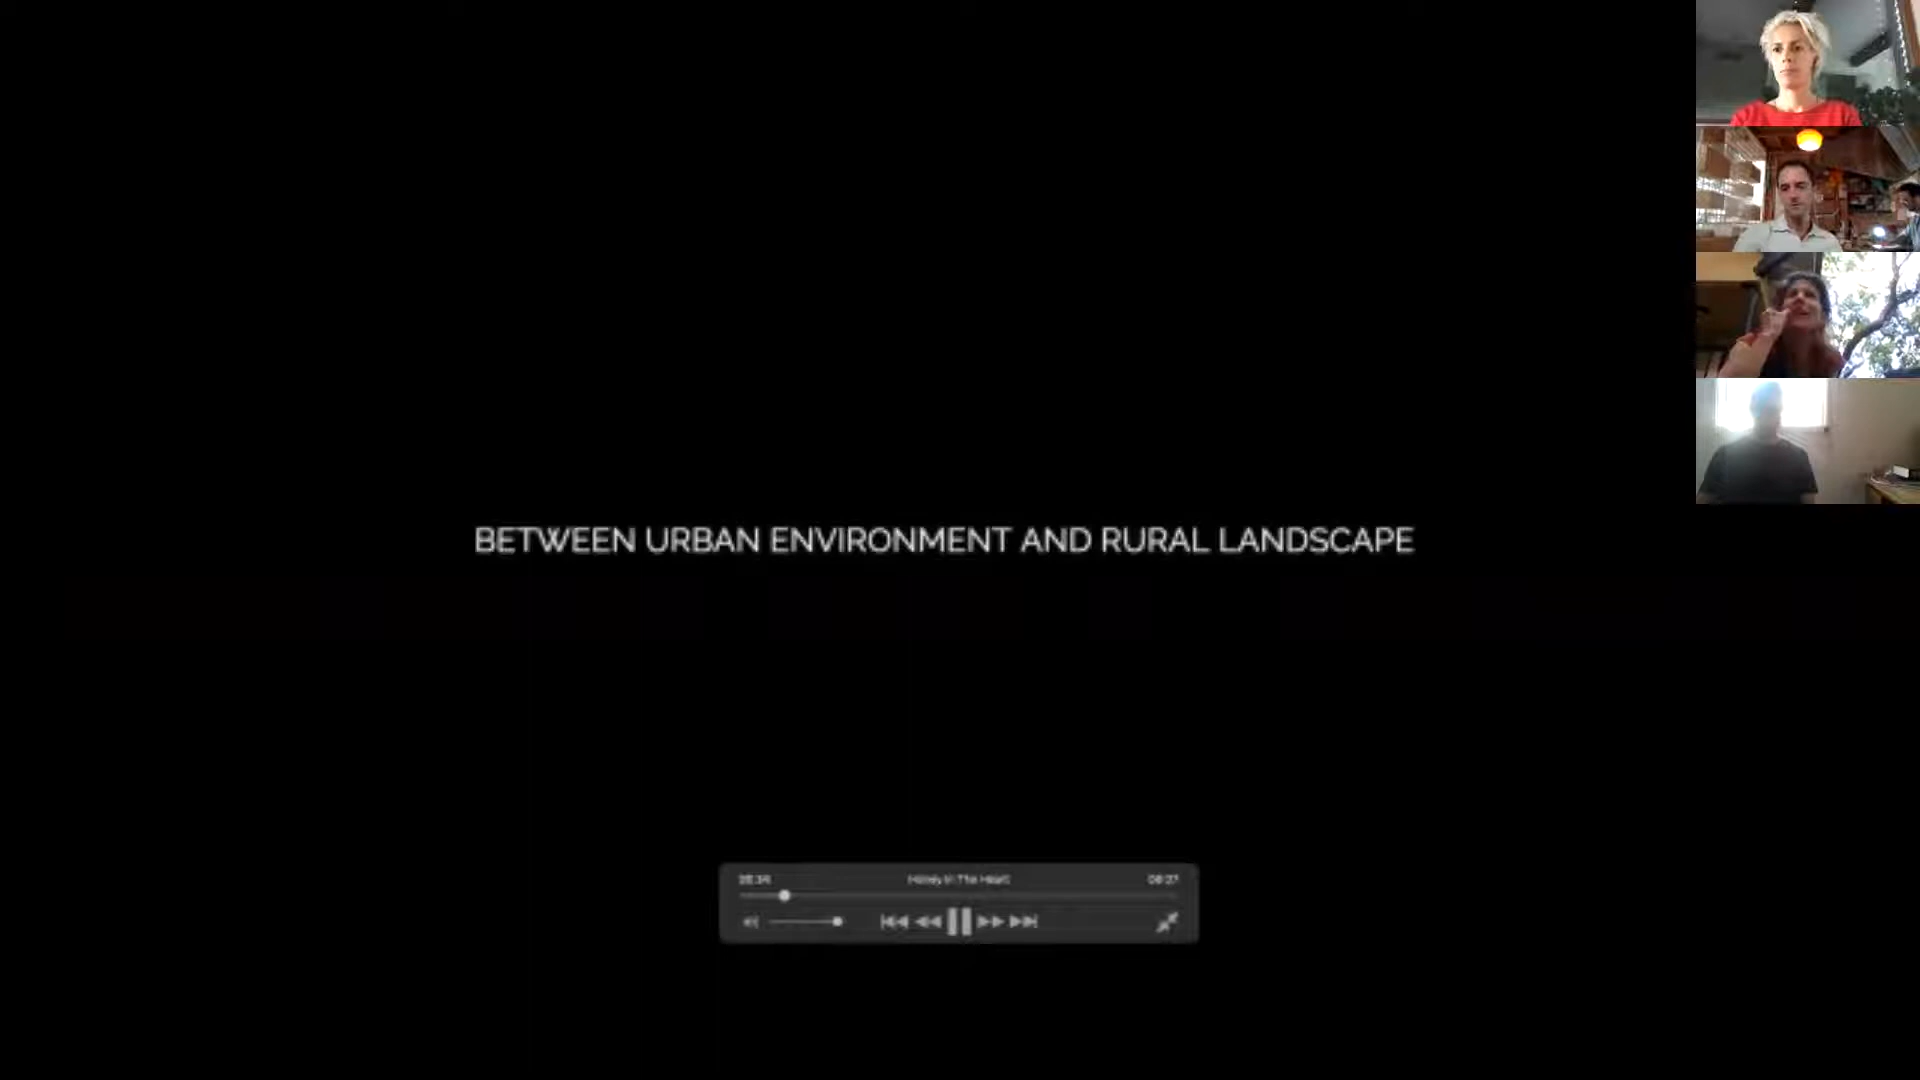 BETWEEN URBAN ENVIRONMENT AND RURAL LANDSCAPE
Honey In The Heart